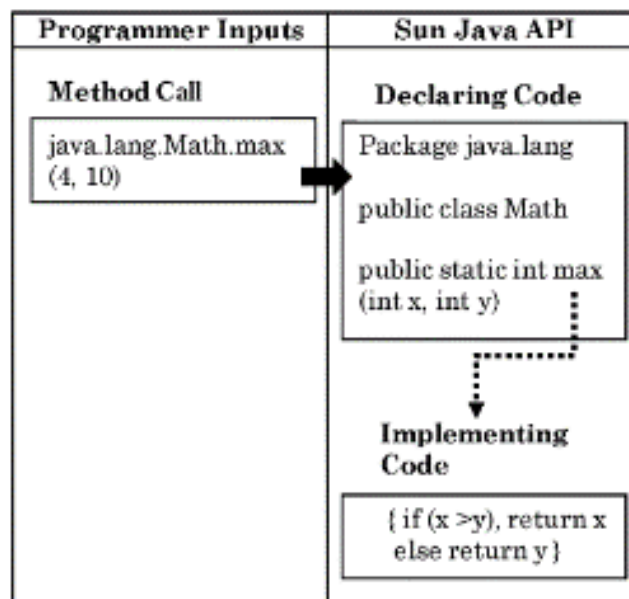 Programmer Inputs
Sun Java API
Method Call
java.lang.Math.max
(4, 10)
Declaring Code
Package java.lang
public class Math
public static int max
(int x, int y)
Implementing
Code
{ if (x >y), return x
else return y }